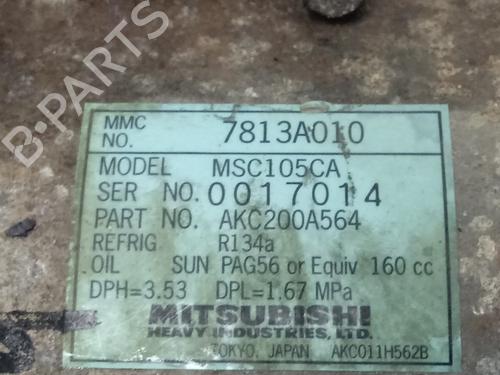 B-PARTS
MMC NO. 7813A010
MODEL MSC105CA
SER NO. 0017014
PART NO. AKC200A564
REFRIG R134a
OIL SUN PAG56 or Equiv 160 cc
DPH=3.53 DPL=1.67 MPa
MITSUBISHI
HEAVY INDUSTRIES, LTD.
TOKYO, JAPAN AKC011H562B